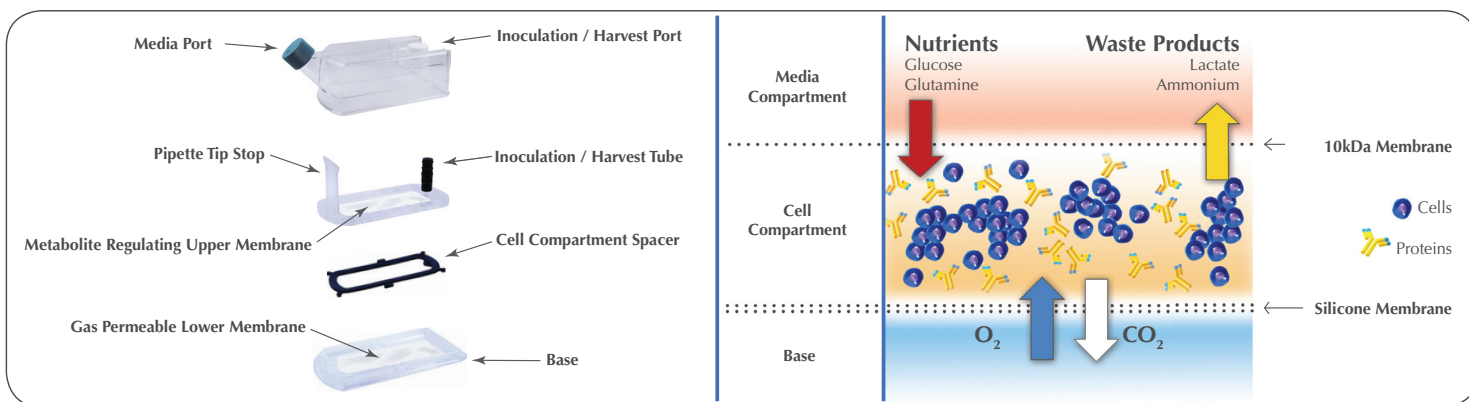 Media Port
Inoculation / Harvest Port
Pipette Tip Stop
Inoculation / Harvest Tube
Metabolite Regulating Upper Membrane
Cell Compartment Spacer
Gas Permeable Lower Membrane
Base
Media
Compartment
Cell
Compartment
Base
Nutrients
Glucose
Glutamine
Waste Products
Lactate
Ammonium
O₂
CO₂
10kDa Membrane
Cells
Proteins
Silicone Membrane